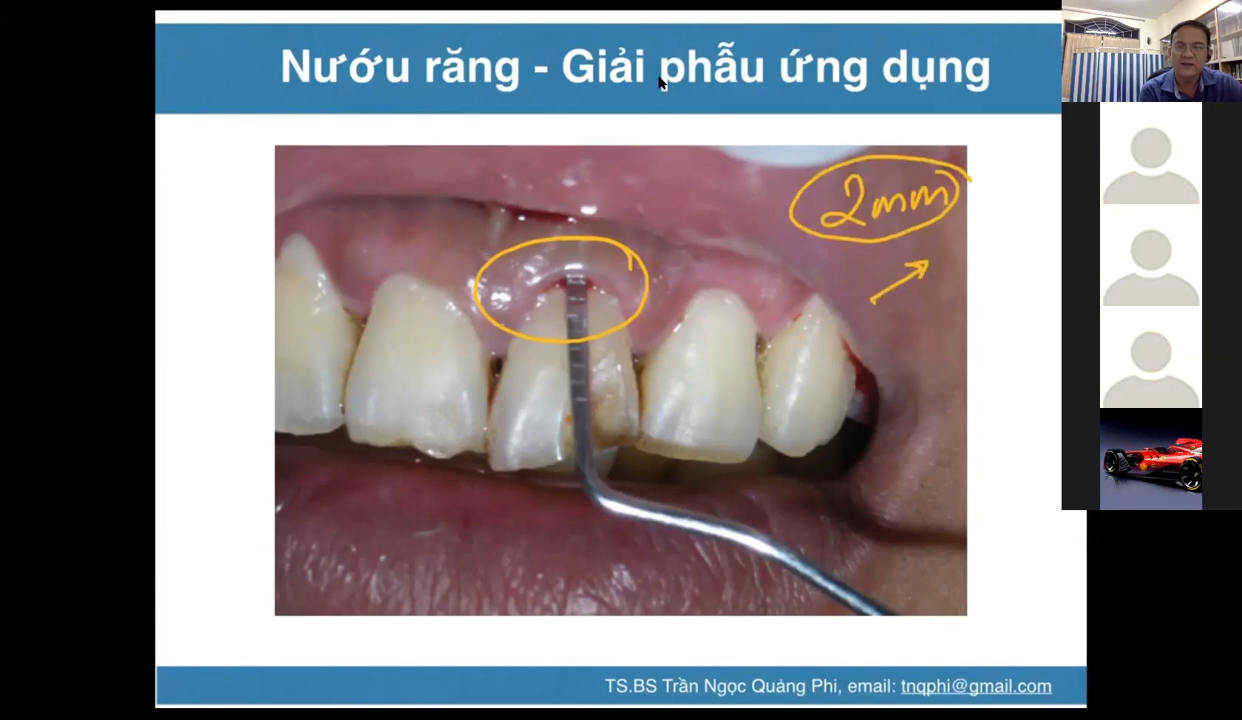 Nướu răng - Giải phẫu ứng dụng
2mm
TS.BS Trần Ngọc Quảng Phi, email: tnqphi@gmail.com